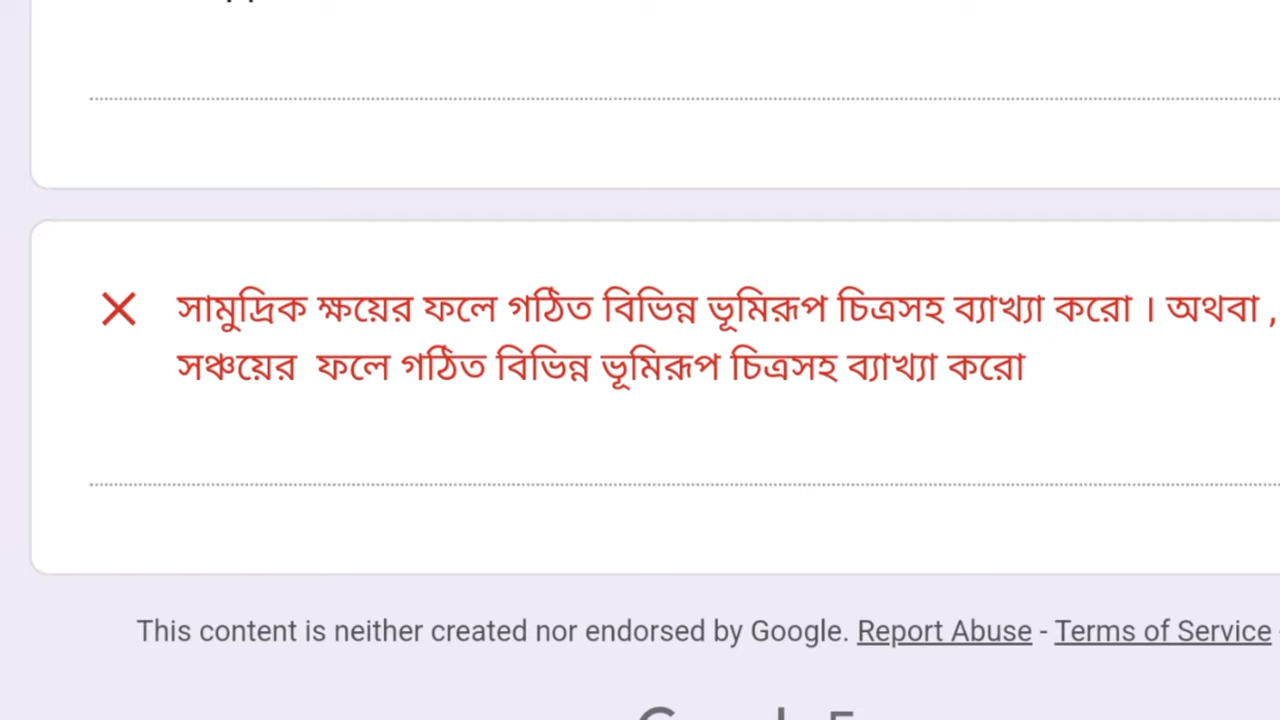 সামুদ্রিক ক্ষয়ের ফলে গঠিত বিভিন্ন ভূমিরূপ চিত্রসহ ব্যাখ্যা করো । অথবা ,
সঞ্চয়ের ফলে গঠিত বিভিন্ন ভূমিরূপ চিত্রসহ ব্যাখ্যা করো
This content is neither created nor endorsed by Google. Report Abuse - Terms of Service